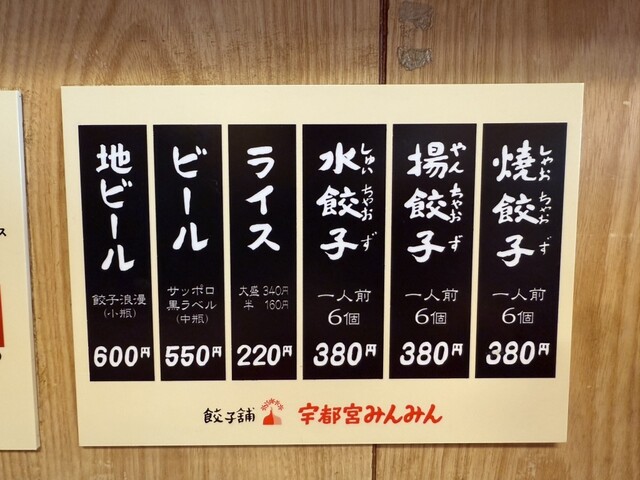 燒餃子
しゃお ちゃお ず
一人前
6個
380円
揚餃子
やん ちゃお ず
一人前
6個
380円
水餃子
しゅい ちゃお ず
一人前
6個
380円
ライス
大盛 340円
半 160円
220円
ビール
サッポロ
黒ラベル
(中瓶)
550円
地ビール
餃子浪漫
(小瓶)
600円
餃子舗 宇都宮みんみん
ス